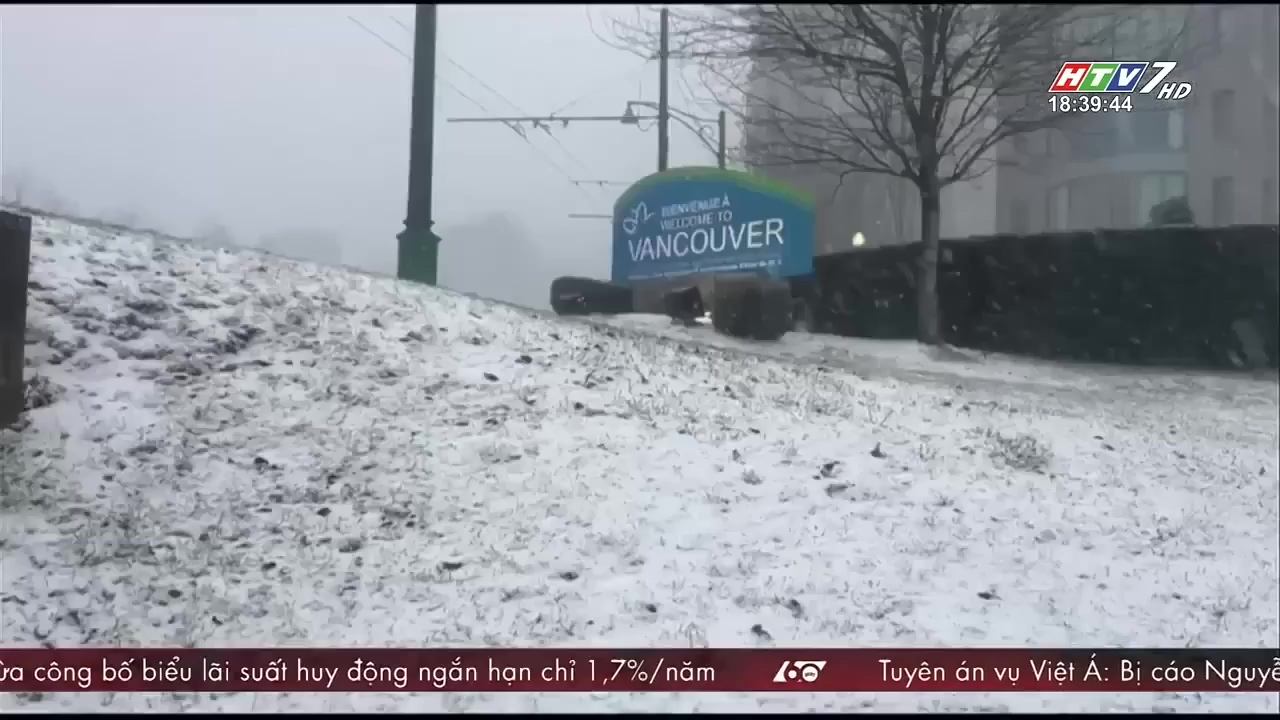 HTV7 HD
18:39:44
BIENVENUE À
WELCOME TO
VANCOUVER
ừa công bố biểu lãi suất huy động ngắn hạn chỉ 1,7%/năm
60
Tuyên án vụ Việt Á: Bị cáo Nguyễ